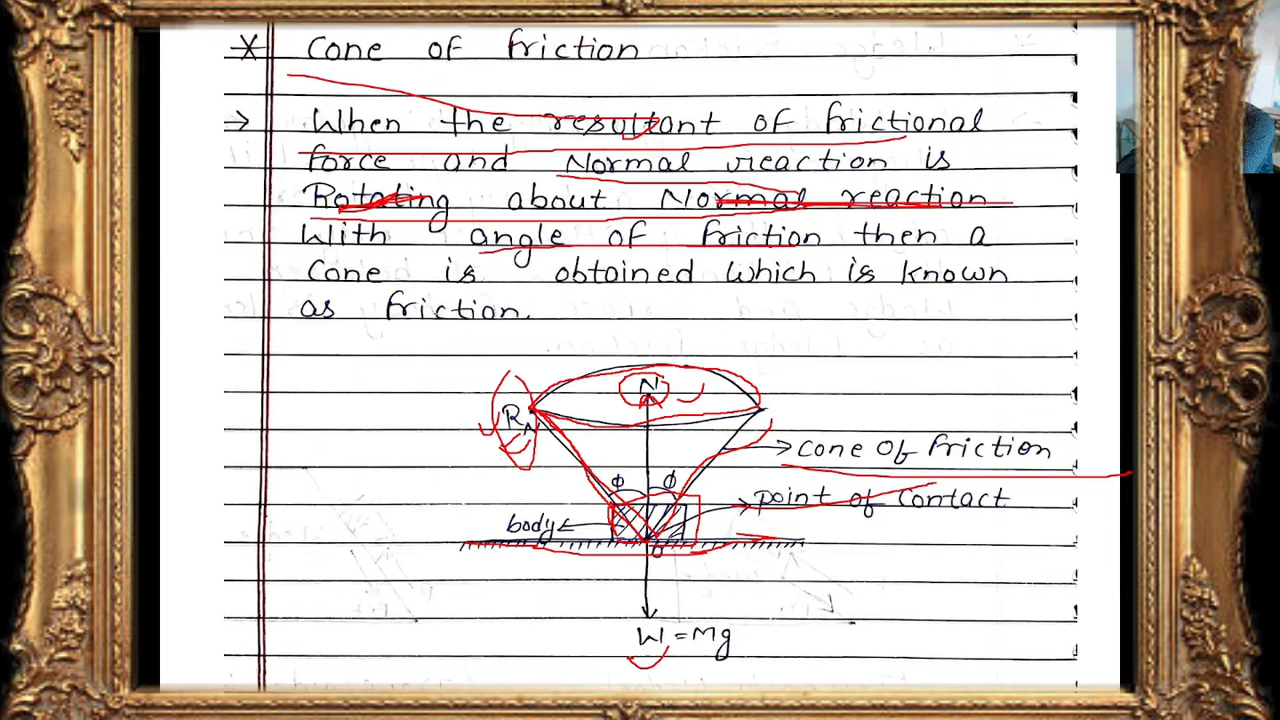 * Cone of friction
→ When the resultant of frictional
force and Normal reaction is
Rotating about Normal reaction
With angle of friction then a
Cone is obtained which is known
as friction.
N
R
→ Cone OF friction
ϕ ϕ
→ point of Contact
body
O
W = Mg